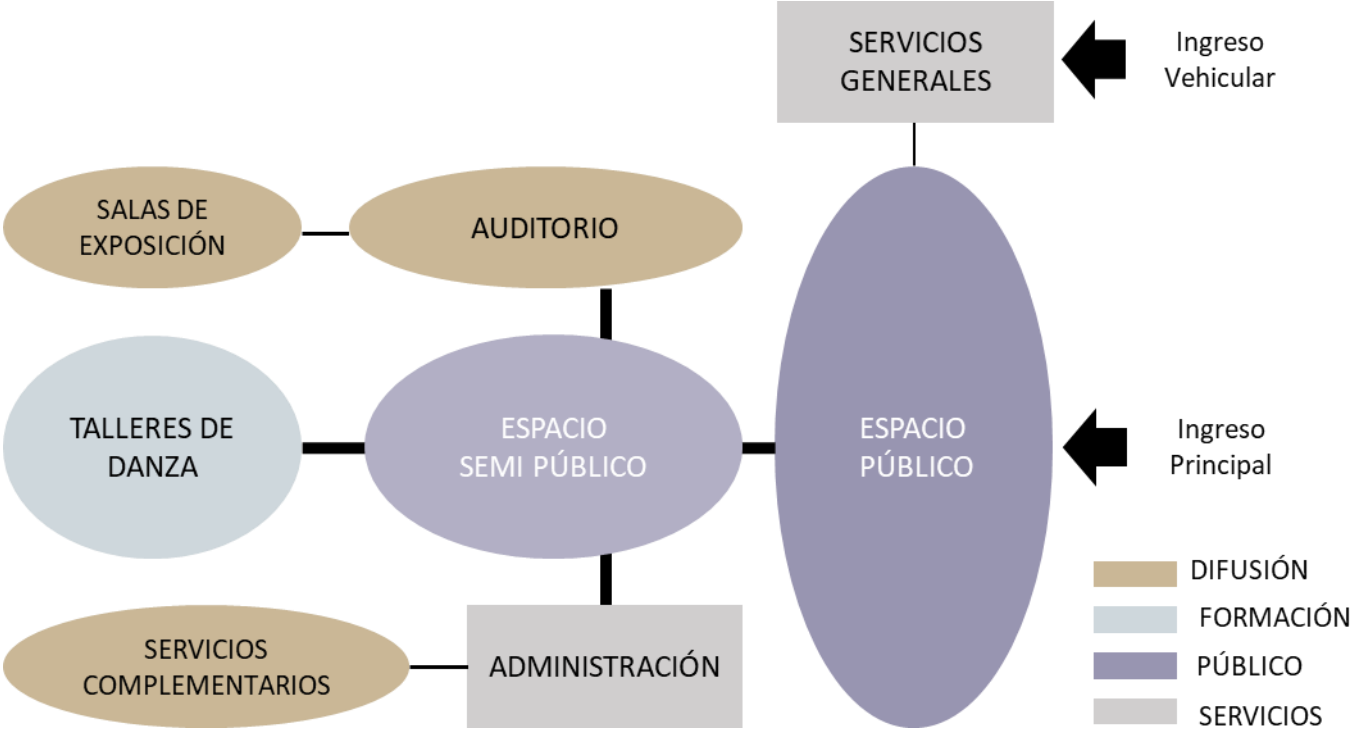 SERVICIOS
GENERALES
Ingreso
Vehicular
SALAS DE
EXPOSICIÓN
AUDITORIO
TALLERES DE
DANZA
ESPACIO
SEMI PÚBLICO
ESPACIO
PÚBLICO
Ingreso
Principal
SERVICIOS
COMPLEMENTARIOS
ADMINISTRACIÓN
DIFUSIÓN
FORMACIÓN
PÚBLICO
SERVICIOS